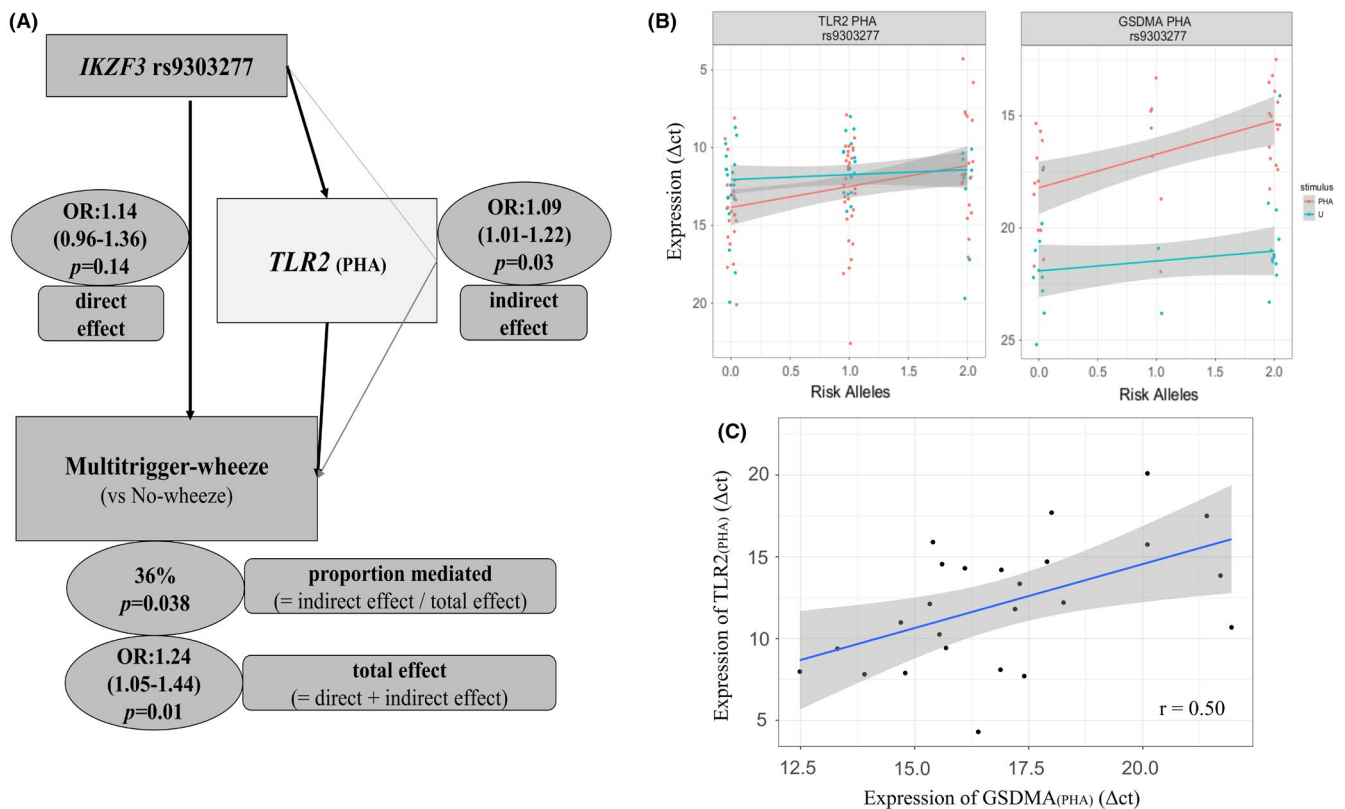 (A)
IKZF3 rs9303277
OR:1.14
(0.96-1.36)
p=0.14
direct
effect
TLR2 (PHA)
OR:1.09
(1.01-1.22)
p=0.03
indirect
effect
Multitrigger-wheeze
(vs No-wheeze)
36%
p=0.038
proportion mediated
(= indirect effect / total effect)
OR:1.24
(1.05-1.44)
p=0.01
total effect
(= direct + indirect effect)
(B)
TLR2 PHA
rs9303277
Expression (Δct)
5
10
15
20
0.0 0.5 1.0 1.5 2.0
Risk Alleles
GSDMA PHA
rs9303277
15
20
25
0.0 0.5 1.0 1.5 2.0
Risk Alleles
stimulus
PHA
U
(C)
Expression of TLR2(PHA) (Δct)
20
15
10
5
r = 0.50
12.5 15.0 17.5 20.0
Expression of GSDMA(PHA) (Δct)